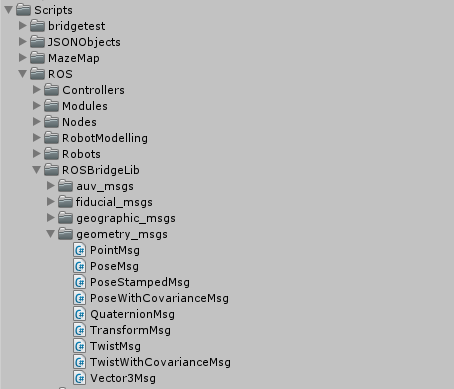 Scripts
bridgetest
JSONObjects
MazeMap
ROS
Controllers
Modules
Nodes
RobotModelling
Robots
ROSBridgeLib
auv_msgs
fiducial_msgs
geographic_msgs
geometry_msgs
PointMsg
PoseMsg
PoseStampedMsg
PoseWithCovarianceMsg
QuaternionMsg
TransformMsg
TwistMsg
TwistWithCovarianceMsg
Vector3Msg